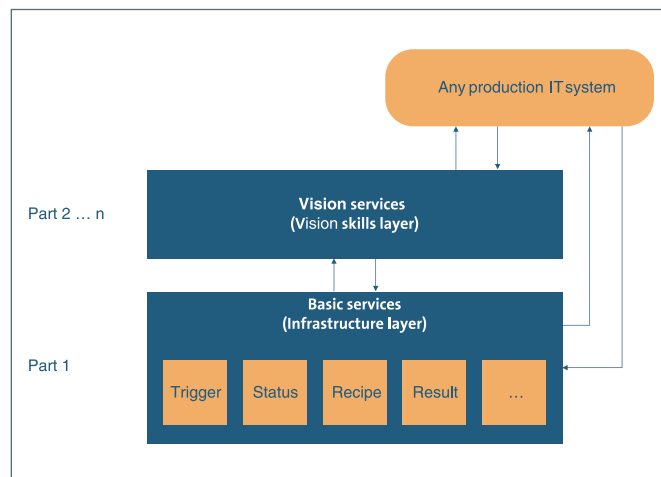 Any production IT system
Part 2 … n
Vision services
(Vision skills layer)
Basic services
(Infrastructure layer)
Part 1
Trigger
Status
Recipe
Result
…